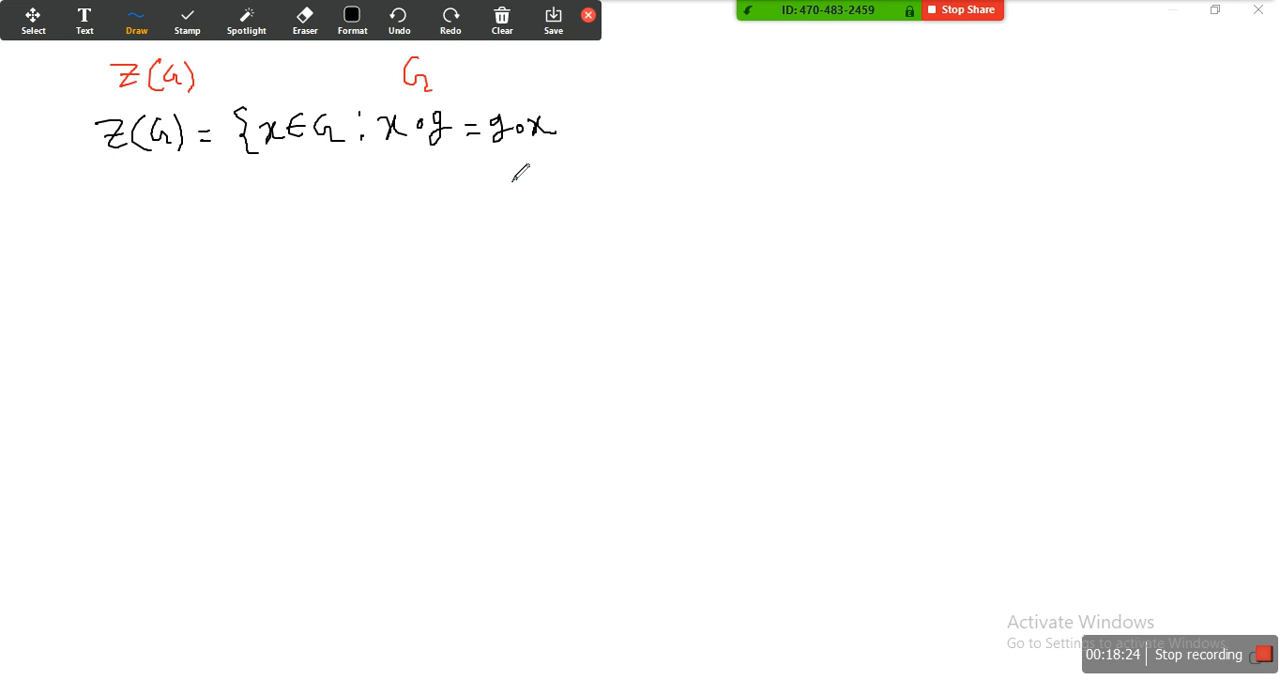 Select Text Draw Stamp Spotlight Eraser Format Undo Redo Clear Save
ID: 470-483-2459 Stop Share
Z(G) G
Z(G) = {x∈G : x∘g = g∘x
Activate Windows
Go to Settings to activate Windows.
00:18:24 Stop recording